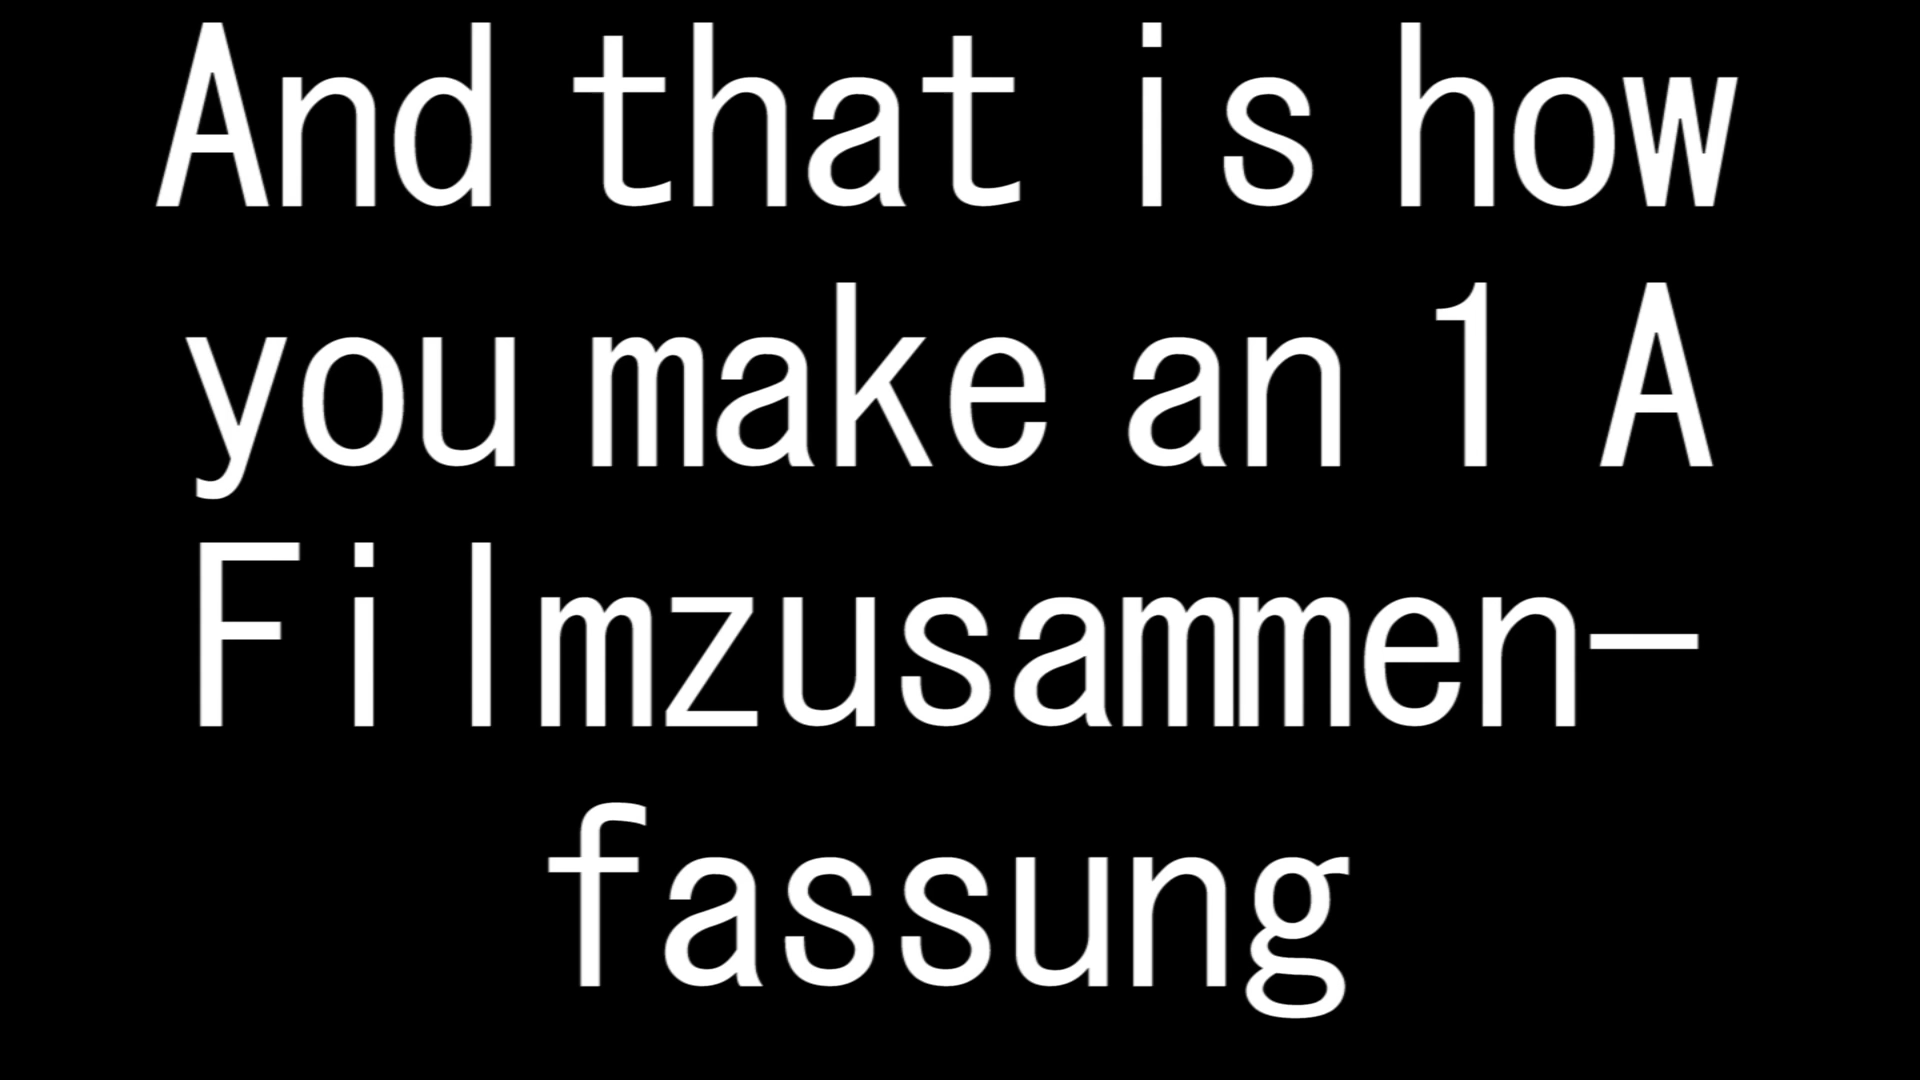 And that is how
you make an 1 A
Filmzusammen-
fassung